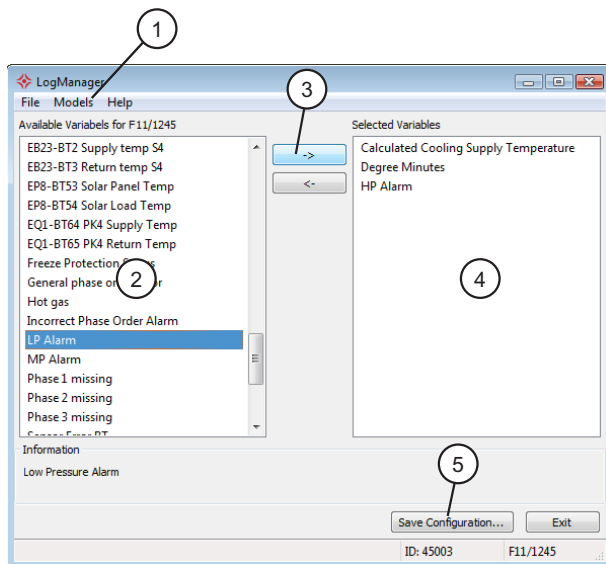 1
LogManager
3
File Models Help
Available Variabels for F11/1245
Selected Variables
EB23-BT2 Supply temp S4
EB23-BT3 Return temp S4
EP8-BT53 Solar Panel Temp
EP8-BT54 Solar Load Temp
EQ1-BT64 PK4 Supply Temp
EQ1-BT65 PK4 Return Temp
Freeze Protection
General phase
Hot gas
Incorrect Phase Order Alarm
LP Alarm
MP Alarm
Phase 1 missing
Phase 2 missing
Phase 3 missing
2
->
<-
Calculated Cooling Supply Temperature
Degree Minutes
HP Alarm
4
Information
Low Pressure Alarm
5
Save Configuration...
Exit
ID: 45003
F11/1245